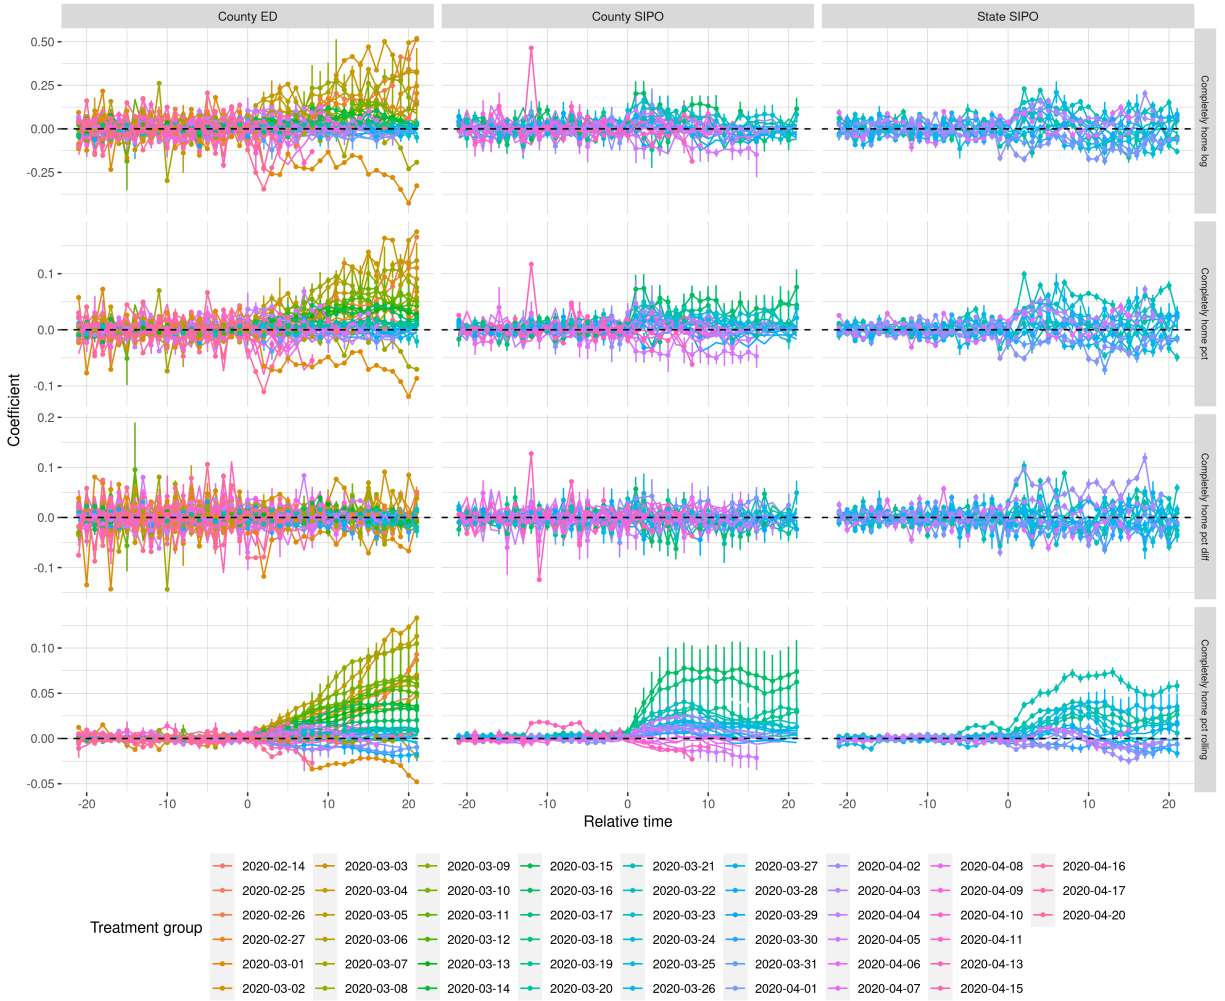 County ED
County SIPO
State SIPO
0.50
0.25
0.00
-0.25
Completely home log
0.1
0.0
-0.1
Completely home pct
0.2
0.1
0.0
-0.1
Completely home pct diff
0.10
0.05
0.00
-0.05
Completely home pct rolling
Coefficient
-20 -10 0 10 20 -20 -10 0 10 20 -20 -10 0 10 20
Relative time
Treatment group
2020-02-14 2020-03-03 2020-03-09 2020-03-15 2020-03-21 2020-03-27 2020-04-02 2020-04-08 2020-04-16
2020-02-25 2020-03-04 2020-03-10 2020-03-16 2020-03-22 2020-03-28 2020-04-03 2020-04-09 2020-04-17
2020-02-26 2020-03-05 2020-03-11 2020-03-17 2020-03-23 2020-03-29 2020-04-04 2020-04-10 2020-04-20
2020-02-27 2020-03-06 2020-03-12 2020-03-18 2020-03-24 2020-03-30 2020-04-05 2020-04-11
2020-03-01 2020-03-07 2020-03-13 2020-03-19 2020-03-25 2020-03-31 2020-04-06 2020-04-13
2020-03-02 2020-03-08 2020-03-14 2020-03-20 2020-03-26 2020-04-01 2020-04-07 2020-04-15